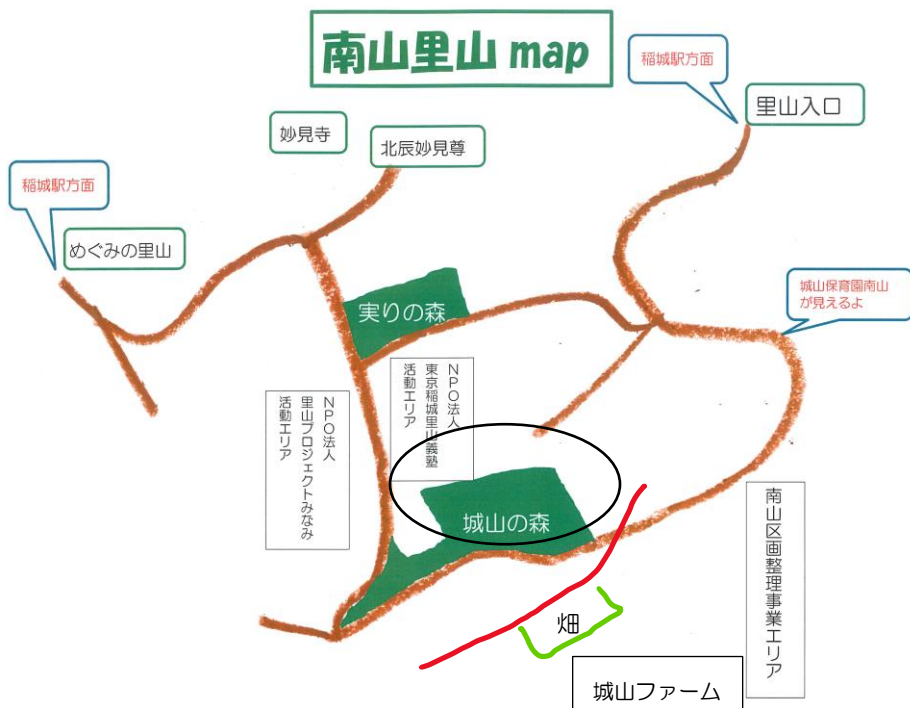 南山里山 map
稲城駅方面
里山入口
妙見寺
北辰妙見尊
稲城駅方面
めぐみの里山
城山保育園南山
が見えるよ
実りの森
NPO法人
東京稲城里山義塾
活動エリア
NPO法人
里山プロジェクトみなみ
活動エリア
城山の森
南山区画整理事業エリア
畑
城山ファーム